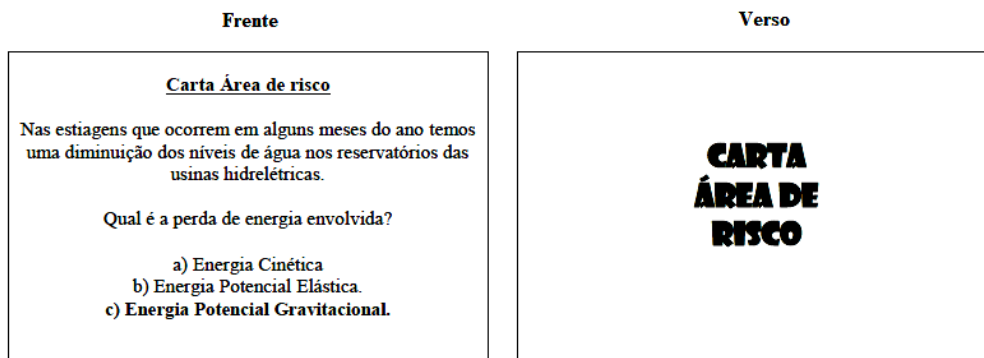 Frente
Verso
Carta Área de risco
Nas estiagens que ocorrem em alguns meses do ano temos
uma diminuição dos níveis de água nos reservatórios das
usinas hidrelétricas.
Qual é a perda de energia envolvida?
a) Energia Cinética
b) Energia Potencial Elástica.
c) Energia Potencial Gravitacional.
CARTA
ÁREA DE
RISCO